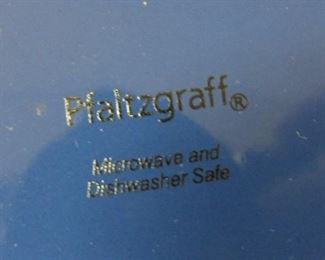 Pfaltzgraff®
Microwave and
Dishwasher Safe